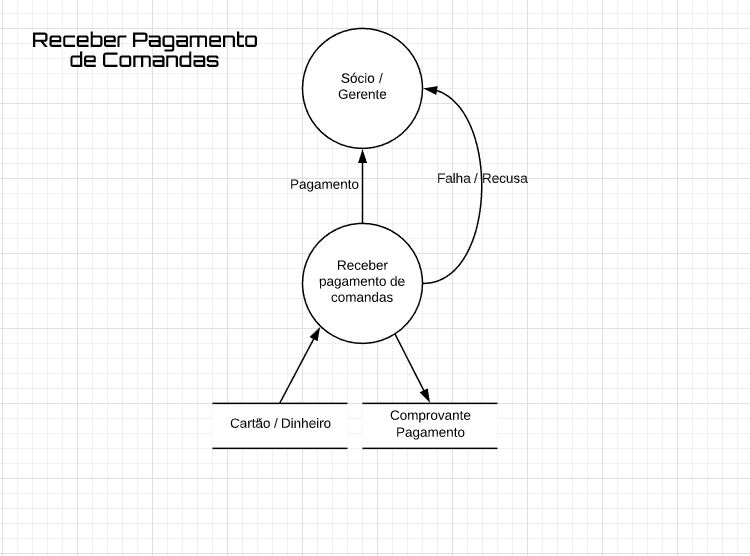 Receber Pagamento
de Comandas
Sócio /
Gerente
Pagamento
Falha / Recusa
Receber
pagamento de
comandas
Cartão / Dinheiro
Comprovante
Pagamento